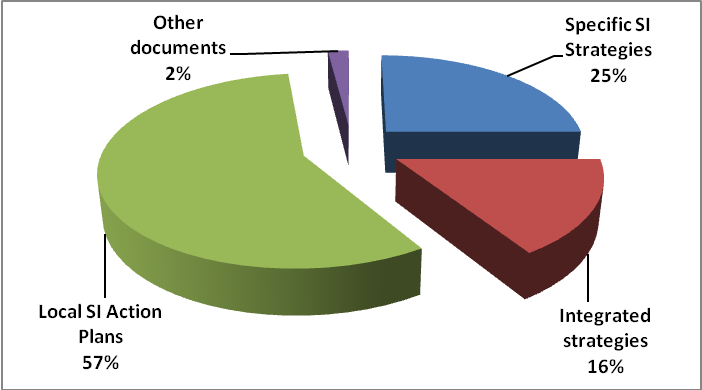 Other
documents
2%
Specific SI
Strategies
25%
Local SI Action
Plans
57%
Integrated
strategies
16%